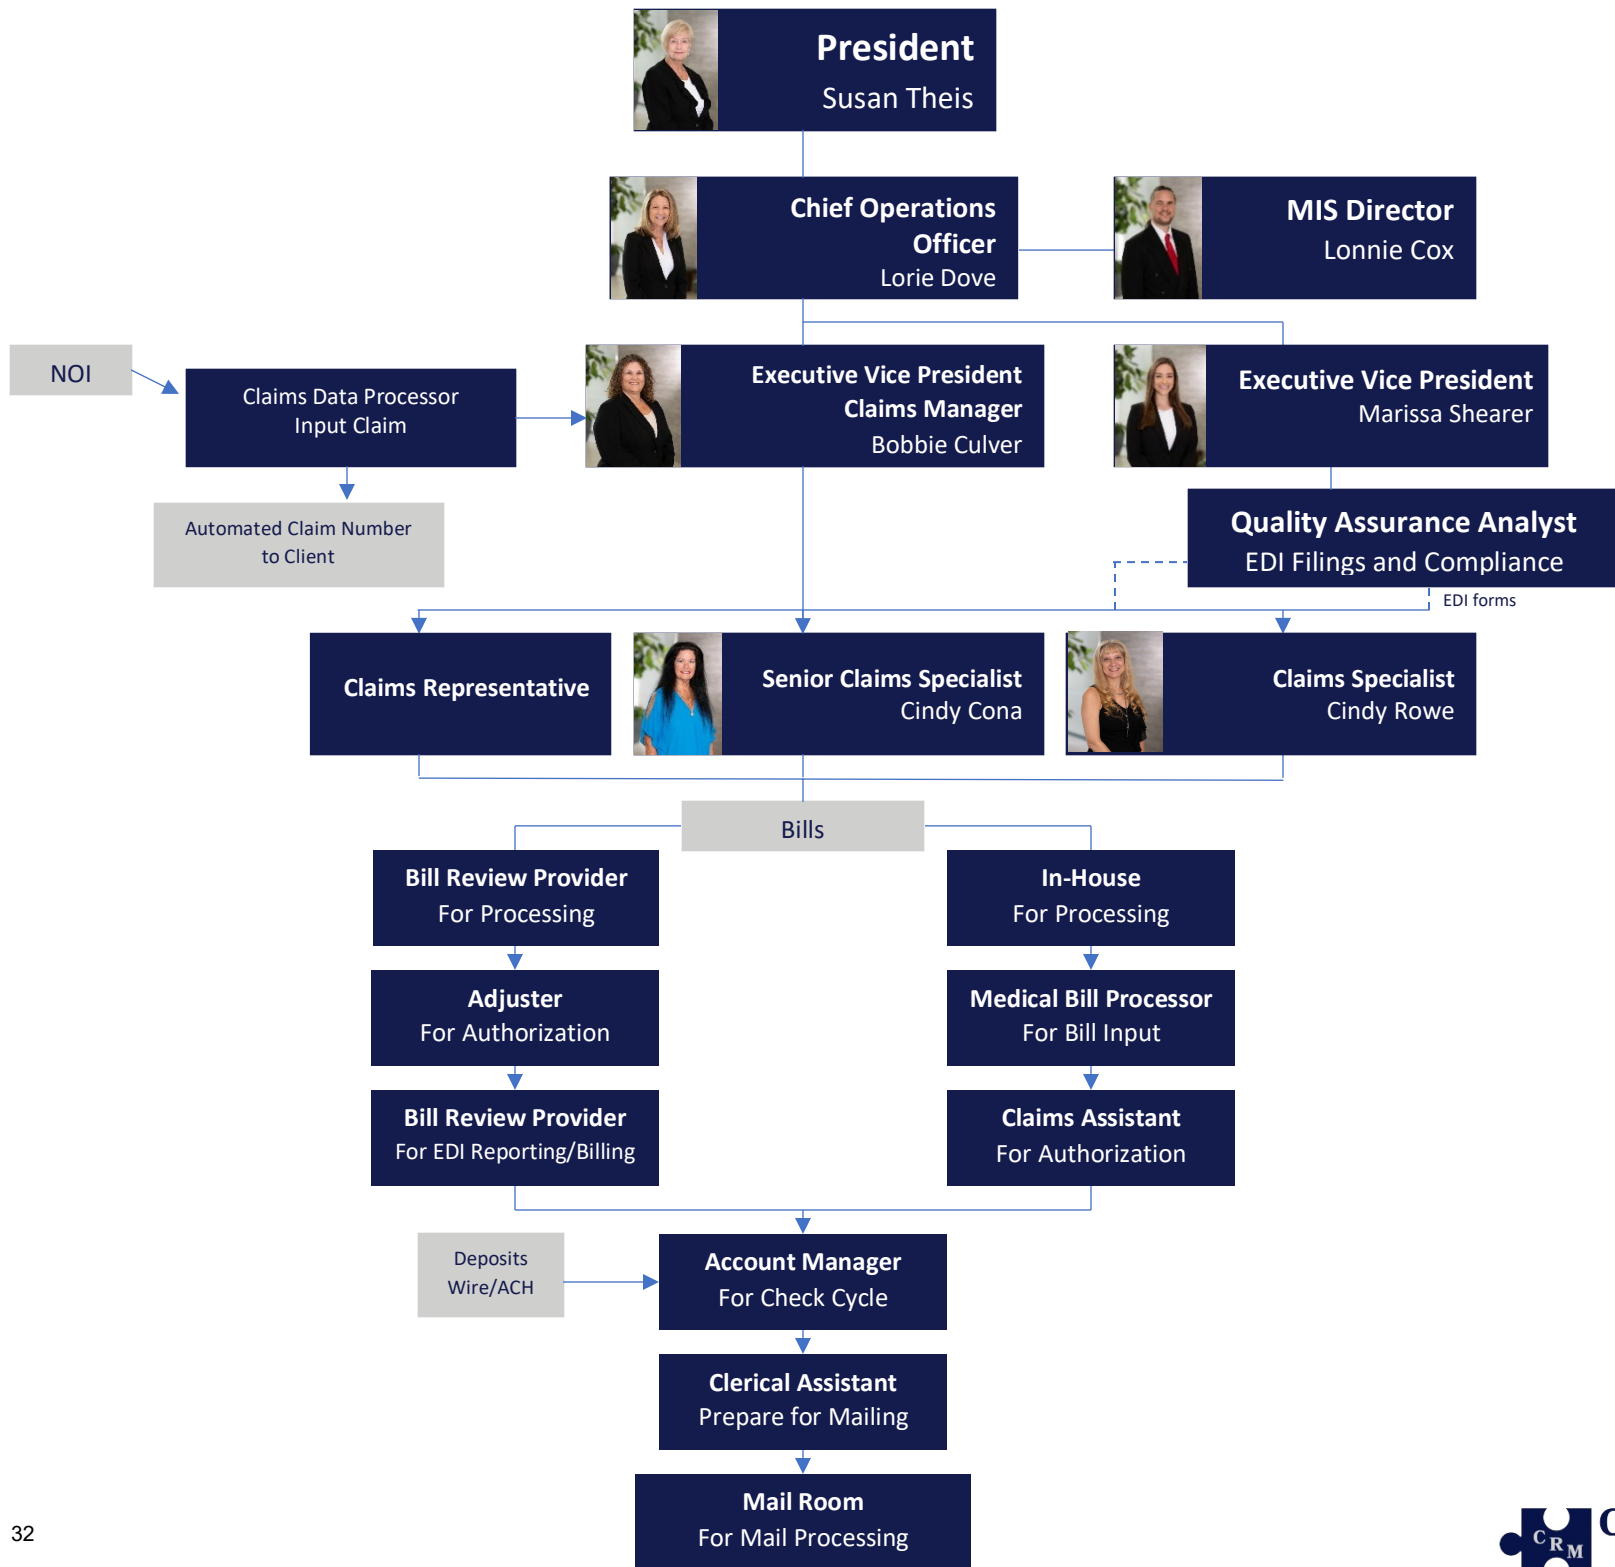 President
Susan Theis
Chief Operations
Officer
Lorie Dove
MIS Director
Lonnie Cox
NOI
Claims Data Processor
Input Claim
Executive Vice President
Claims Manager
Bobbie Culver
Executive Vice President
Marissa Shearer
Automated Claim Number
to Client
Quality Assurance Analyst
EDI Filings and Compliance
EDI forms
Claims Representative
Senior Claims Specialist
Cindy Cona
Claims Specialist
Cindy Rowe
Bills
Bill Review Provider
For Processing
In-House
For Processing
Adjuster
For Authorization
Medical Bill Processor
For Bill Input
Bill Review Provider
For EDI Reporting/Billing
Claims Assistant
For Authorization
Deposits
Wire/ACH
Account Manager
For Check Cycle
Clerical Assistant
Prepare for Mailing
Mail Room
For Mail Processing
32
CRM